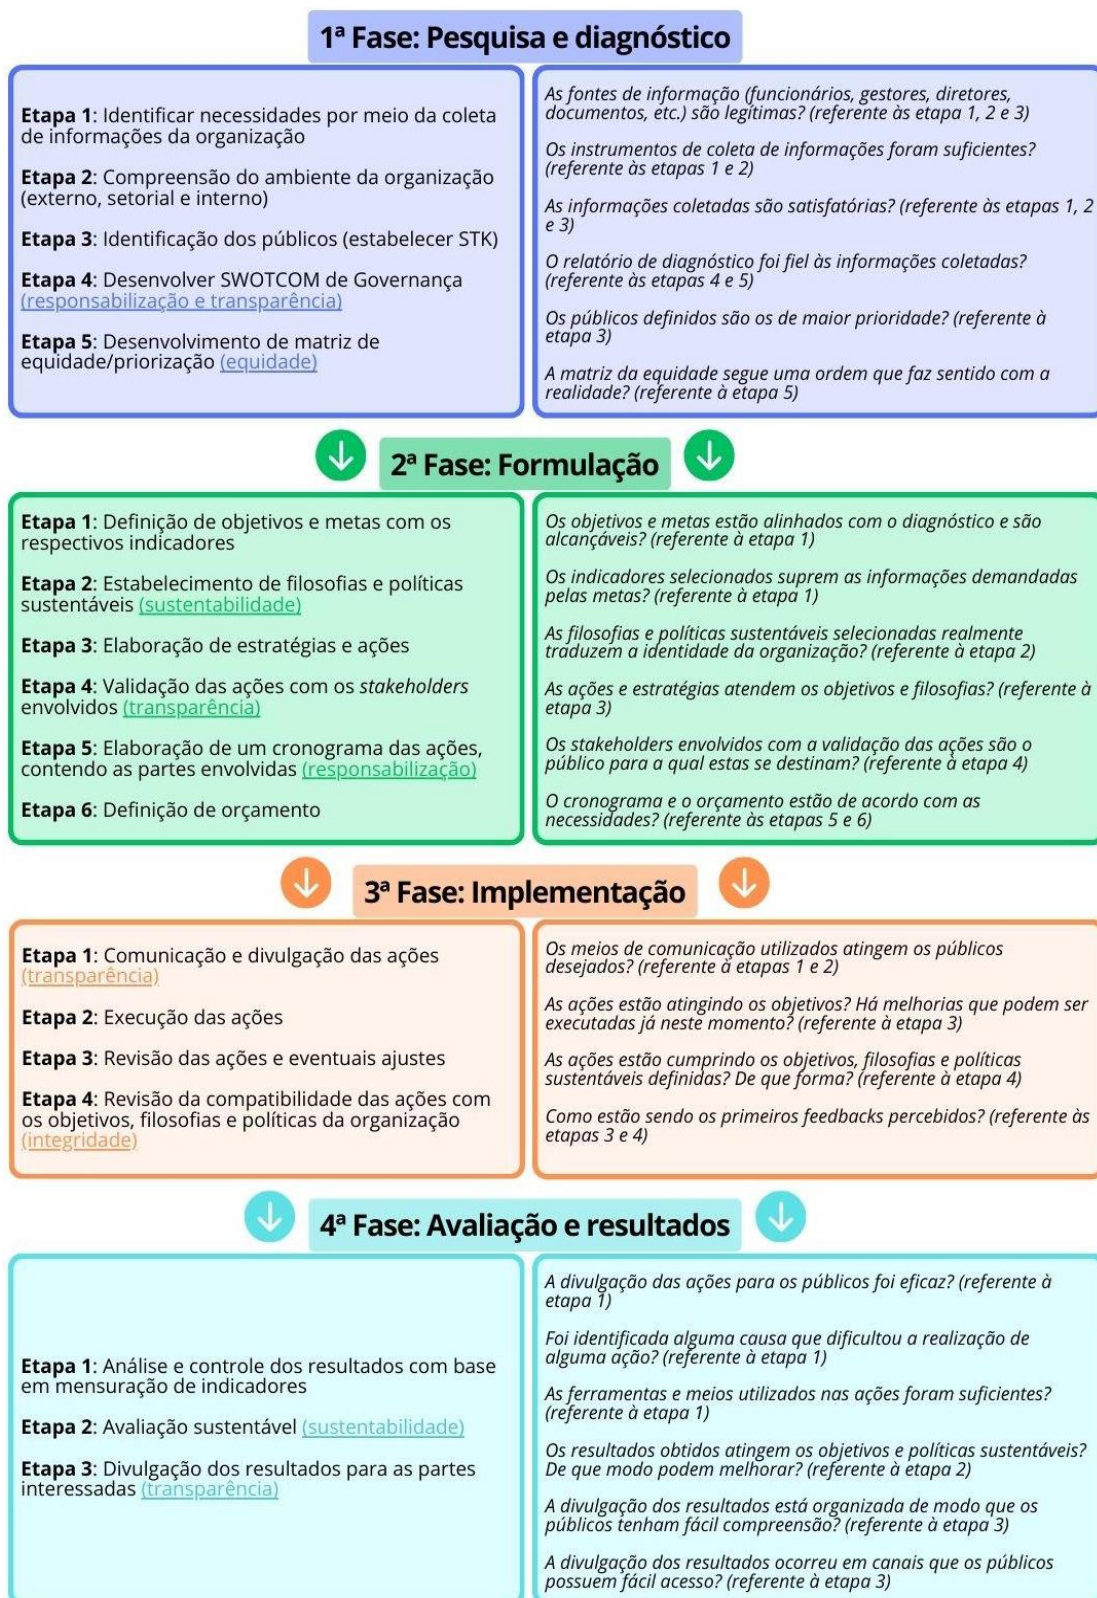 1ª Fase: Pesquisa e diagnóstico
Etapa 1: Identificar necessidades por meio da coleta
de informações da organização
Etapa 2: Compreensão do ambiente da organização
(externo, setorial e interno)
Etapa 3: Identificação dos públicos (estabelecer STK)
Etapa 4: Desenvolver SWOTCOM de Governança
(responsabilização e transparência)
Etapa 5: Desenvolvimento de matriz de
equidade/priorização (equidade)
As fontes de informação (funcionários, gestores, diretores,
documentos, etc.) são legítimas? (referente às etapa 1, 2 e 3)
Os instrumentos de coleta de informações foram suficientes?
(referente às etapas 1 e 2)
As informações coletadas são satisfatórias? (referente às etapas 1, 2
e 3)
O relatório de diagnóstico foi fiel às informações coletadas?
(referente às etapas 4 e 5)
Os públicos definidos são os de maior prioridade? (referente à
etapa 3)
A matriz da equidade segue uma ordem que faz sentido com a
realidade? (referente à etapa 5)
2ª Fase: Formulação
Etapa 1: Definição de objetivos e metas com os
respectivos indicadores
Etapa 2: Estabelecimento de filosofias e políticas
sustentáveis (sustentabilidade)
Etapa 3: Elaboração de estratégias e ações
Etapa 4: Validação das ações com os stakeholders
envolvidos (transparência)
Etapa 5: Elaboração de um cronograma das ações,
contendo as partes envolvidas (responsabilização)
Etapa 6: Definição de orçamento
Os objetivos e metas estão alinhados com o diagnóstico e são
alcançáveis? (referente à etapa 1)
Os indicadores selecionados suprem as informações demandadas
pelas metas? (referente à etapa 1)
As filosofias e políticas sustentáveis selecionadas realmente
traduzem a identidade da organização? (referente à etapa 2)
As ações e estratégias atendem os objetivos e filosofias? (referente à
etapa 3)
Os stakeholders envolvidos com a validação das ações são o
público para a qual estas se destinam? (referente à etapa 4)
O cronograma e o orçamento estão de acordo com as
necessidades? (referente às etapas 5 e 6)
3ª Fase: Implementação
Etapa 1: Comunicação e divulgação das ações
(transparência)
Etapa 2: Execução das ações
Etapa 3: Revisão das ações e eventuais ajustes
Etapa 4: Revisão da compatibilidade das ações com
os objetivos, filosofias e políticas da organização
(integridade)
Os meios de comunicação utilizados atingem os públicos
desejados? (referente à etapas 1 e 2)
As ações estão atingindo os objetivos? Há melhorias que podem ser
executadas já neste momento? (referente à etapa 3)
As ações estão cumprindo os objetivos, filosofias e políticas
sustentáveis definidas? De que forma? (referente à etapa 4)
Como estão sendo os primeiros feedbacks percebidos? (referente às
etapas 3 e 4)
4ª Fase: Avaliação e resultados
Etapa 1: Análise e controle dos resultados com base
em mensuração de indicadores
Etapa 2: Avaliação sustentável (sustentabilidade)
Etapa 3: Divulgação dos resultados para as partes
interessadas (transparência)
A divulgação das ações para os públicos foi eficaz? (referente à
etapa 1)
Foi identificada alguma causa que dificultou a realização de
alguma ação? (referente à etapa 1)
As ferramentas e meios utilizados nas ações foram suficientes?
(referente à etapa 1)
Os resultados obtidos atingem os objetivos e políticas sustentáveis?
De que modo podem melhorar? (referente à etapa 2)
A divulgação dos resultados está organizada de modo que os
públicos tenham fácil compreensão? (referente à etapa 3)
A divulgação dos resultados ocorreu em canais que os públicos
possuem fácil acesso? (referente à etapa 3)